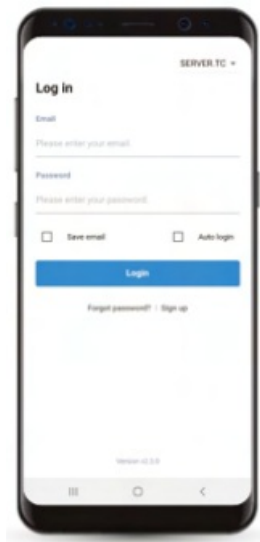 SERVER.TC
Log in
Email
Please enter your email.
Password
Please enter your password.
Save email
Auto login
Login
Forgot password? | Sign up
Version